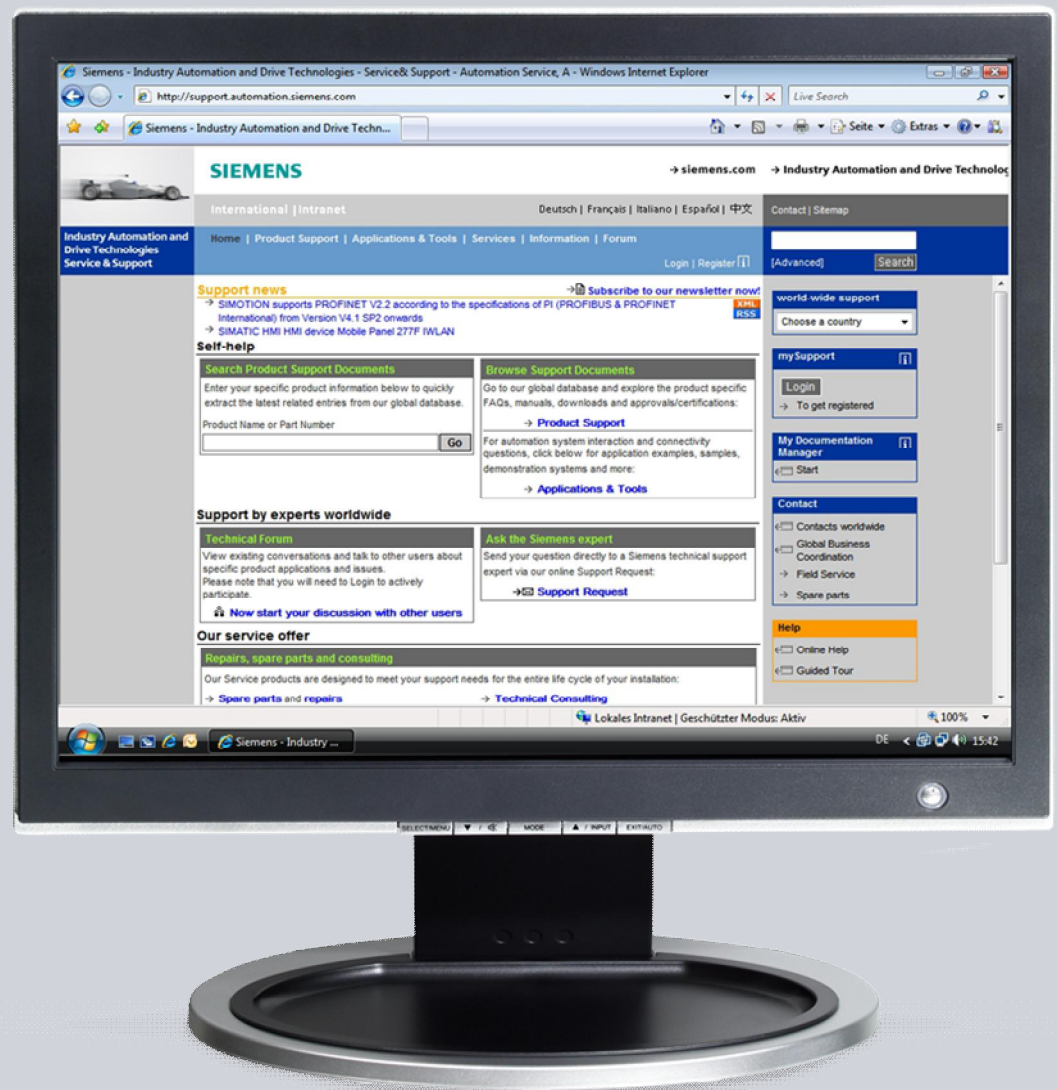 Siemens - Industry Automation and Drive Technologies - Service& Support - Automation Service, A - Windows Internet Explorer
http://support.automation.siemens.com
Live Search
Siemens - Industry Automation and Drive Techn...
Seite
Extras
SIEMENS
siemens.com
Industry Automation and Drive Technolog
International | Intranet
Deutsch | Français | Italiano | Español | 中文
Contact | Sitemap
Industry Automation and
Drive Technologies
Service & Support
Home | Product Support | Applications & Tools | Services | Information | Forum
Login | Register
[Advanced]
Search
Support news
Subscribe to our newsletter now!
SIMOTION supports PROFINET V2.2 according to the specifications of PI (PROFIBUS & PROFINET
International) from Version V4.1 SP2 onwards
XML
RSS
SIMATIC HMI HMI device Mobile Panel 277F IWLAN
Self-help
Search Product Support Documents
Enter your specific product information below to quickly
extract the latest related entries from our global database.
Product Name or Part Number
Go
Browse Support Documents
Go to our global database and explore the product specific
FAQs, manuals, downloads and approvals/certifications:
Product Support
For automation system interaction and connectivity
questions, click below for application examples, samples,
demonstration systems and more:
Applications & Tools
Support by experts worldwide
Technical Forum
View existing conversations and talk to other users about
specific product applications and issues.
Please note that you will need to Login to actively
participate.
Now start your discussion with other users
Ask the Siemens expert
Send your question directly to a Siemens technical support
expert via our online Support Request:
Support Request
Our service offer
Repairs, spare parts and consulting
Our Service products are designed to meet your support needs for the entire life cycle of your installation:
Spare parts and repairs
Technical Consulting
world-wide support
Choose a country
mySupport
Login
To get registered
My Documentation
Manager
Start
Contact
Contacts worldwide
Global Business
Coordination
Field Service
Spare parts
Help
Online Help
Guided Tour
Lokales Intranet | Geschützter Modus: Aktiv
100%
Siemens - Industry ...
DE
15:42
SELECT/MENU
MODE
/ INPUT
EXIT/AUTO